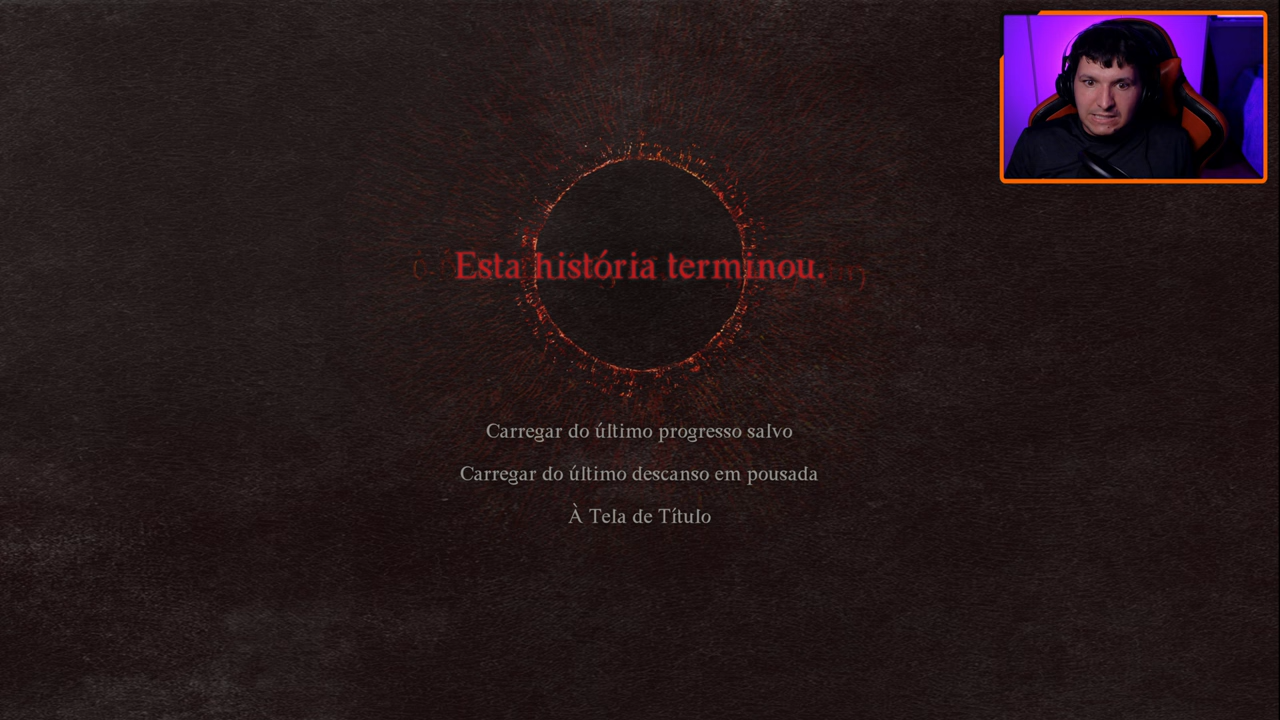 Esta história terminou.
Carregar do último progresso salvo
Carregar do último descanso em pousada
À Tela de Título